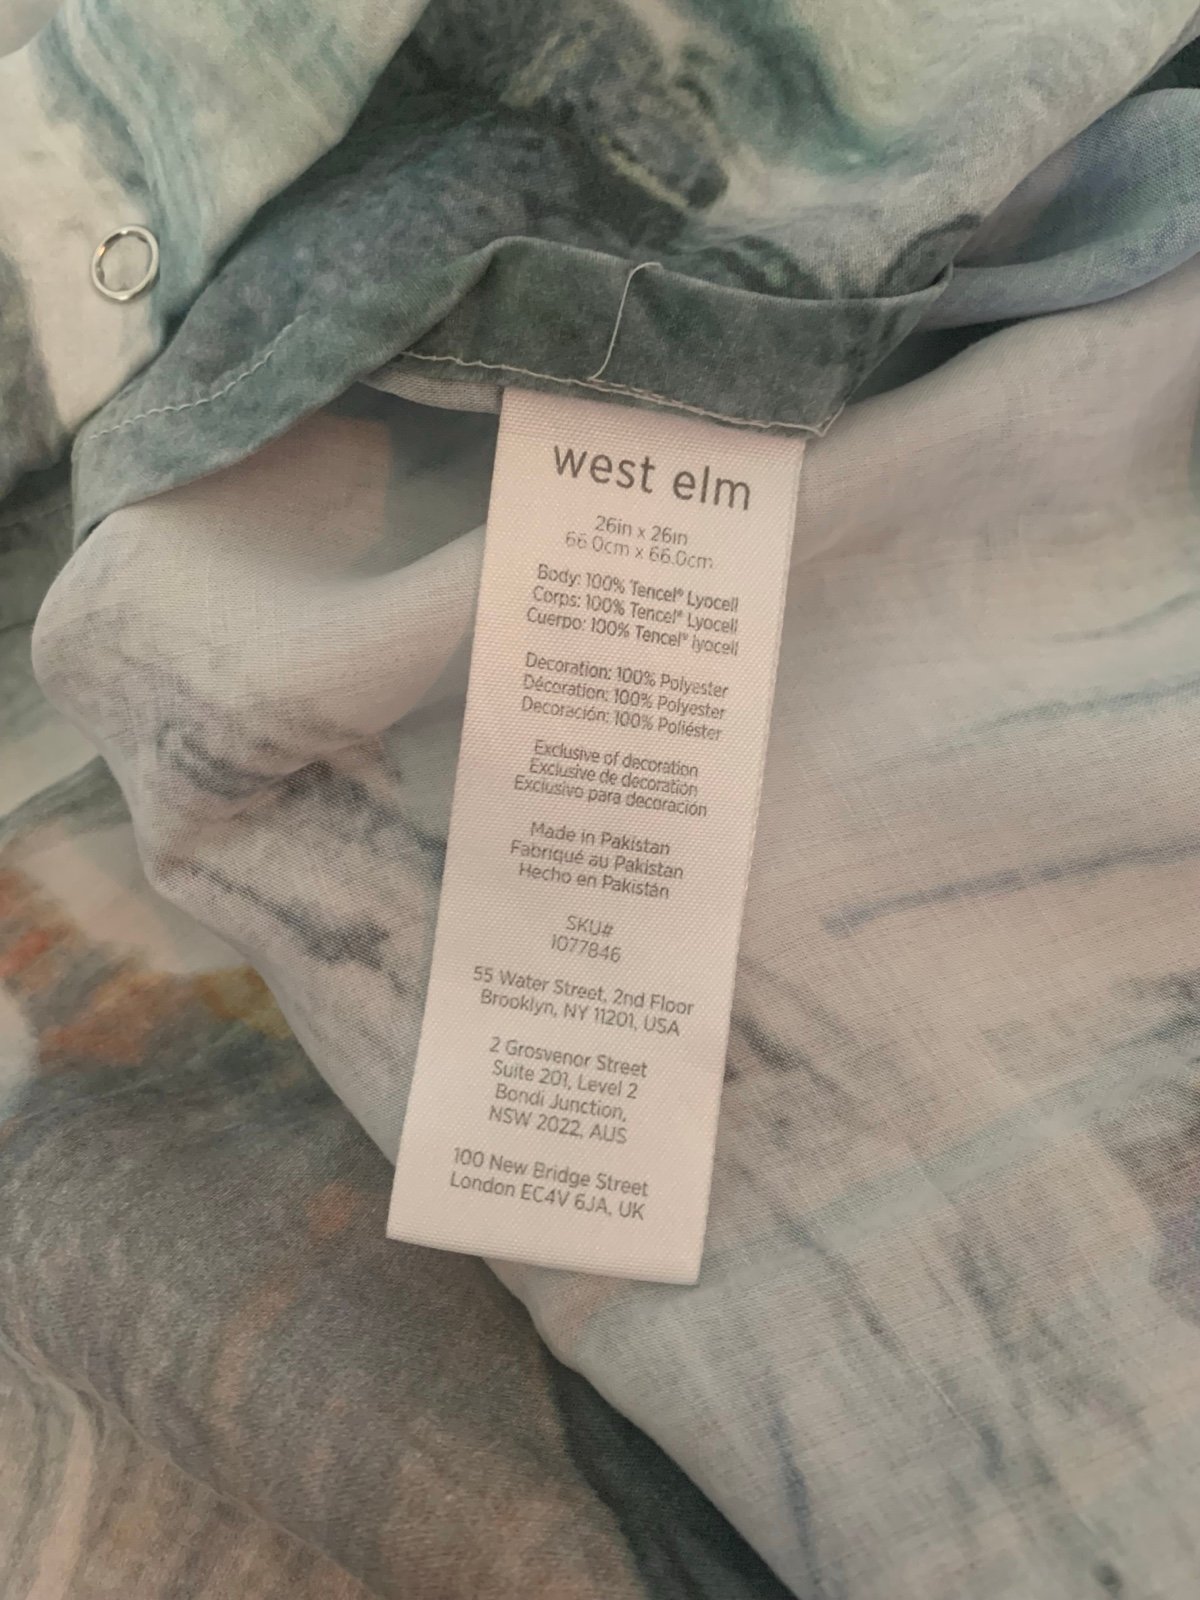 west elm
26in x 26in
66.0cm x 66.0cm
Body: 100% Tencel® Lyocell
Corps: 100% Tencel® Lyocell
Cuerpo: 100% Tencel® lyocell
Decoration: 100% Polyester
Décoration: 100% Polyester
Decoración: 100% Poliéster
Exclusive of decoration
Exclusive de decoration
Exclusivo para decoración
Made in Pakistan
Fabriqué au Pakistan
Hecho en Pakistán
SKU#
1077846
55 Water Street, 2nd Floor
Brooklyn, NY 11201, USA
2 Grosvenor Street
Suite 201, Level 2
Bondi Junction,
NSW 2022, AUS
100 New Bridge Street
London EC4V 6JA, UK